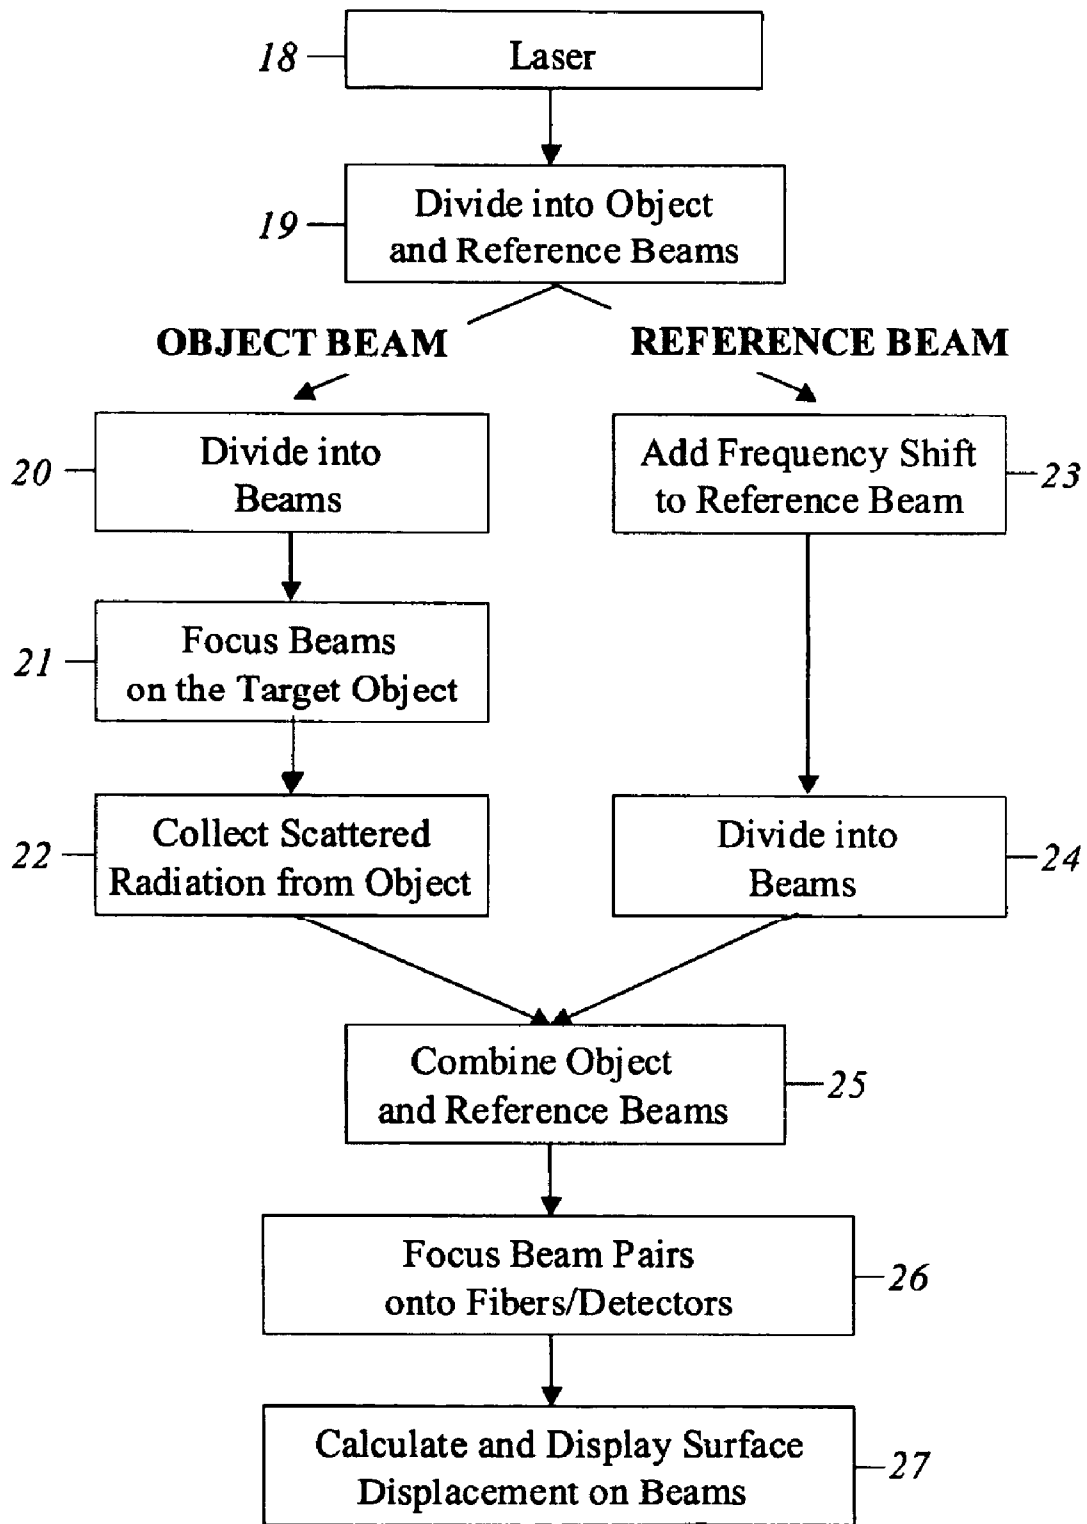 18
Laser
19
Divide into Object
and Reference Beams
OBJECT BEAM
REFERENCE BEAM
20
Divide into
Beams
Add Frequency Shift
to Reference Beam
23
21
Focus Beams
on the Target Object
22
Collect Scattered
Radiation from Object
Divide into
Beams
24
Combine Object
and Reference Beams
25
Focus Beam Pairs
onto Fibers/Detectors
26
Calculate and Display Surface
Displacement on Beams
27